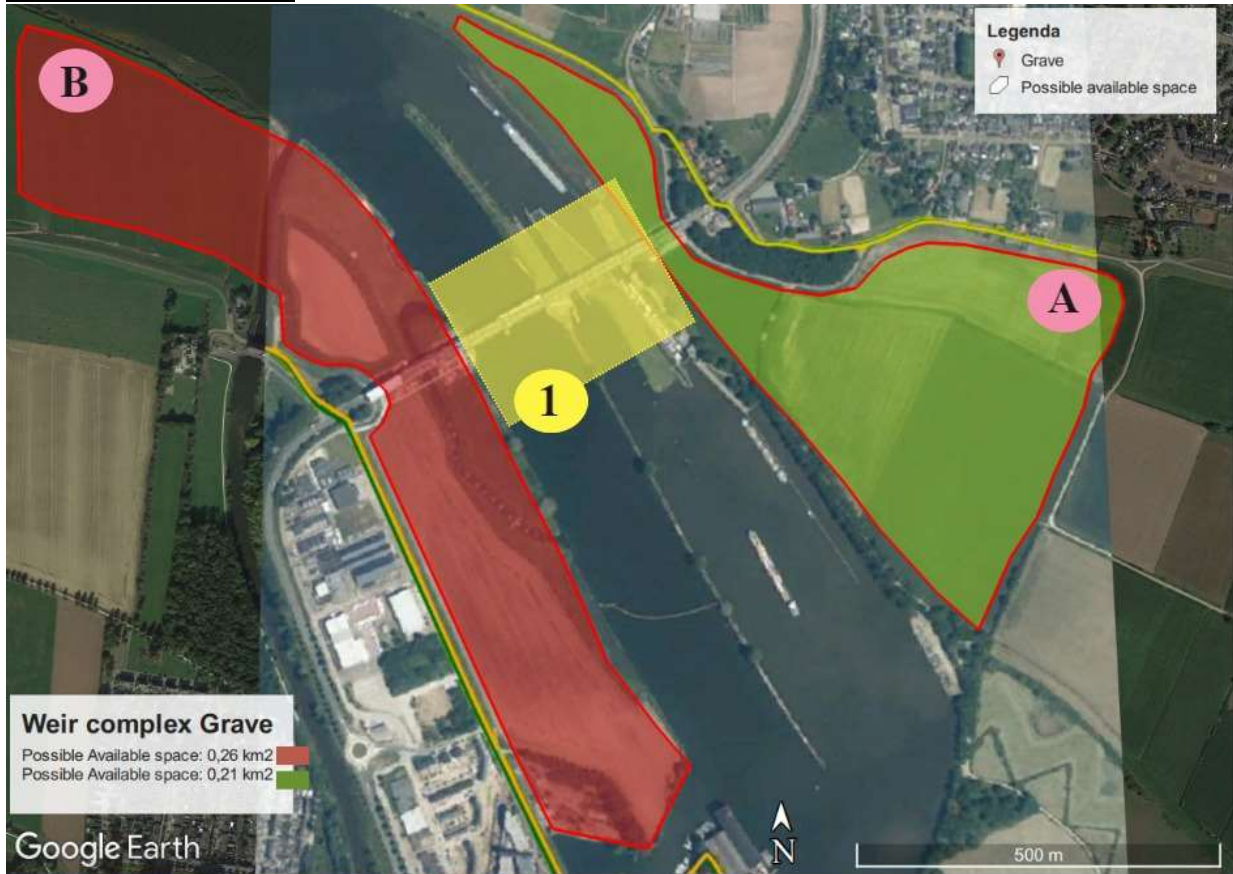 B
Legenda
Grave
Possible available space
A
1
Weir complex Grave
Possible Available space: 0,26 km2
Possible Available space: 0,21 km2
Google Earth
N
500 m